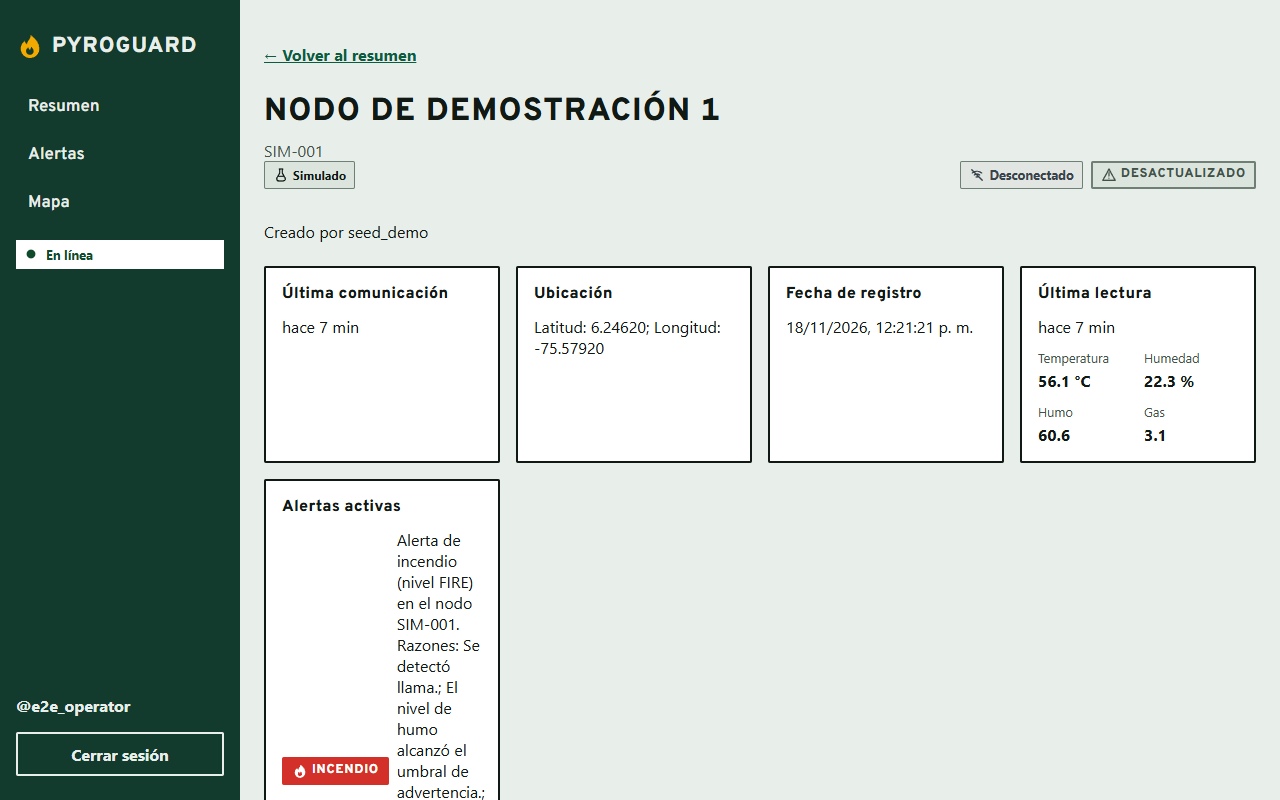 PYROGUARD
Resumen
Alertas
Mapa
En línea
@e2e_operator
Cerrar sesión
← Volver al resumen
NODO DE DEMOSTRACIÓN 1
SIM-001
Simulado
Desconectado
DESACTUALIZADO
Creado por seed_demo
Última comunicación
hace 7 min
Ubicación
Latitud: 6.24620; Longitud:
-75.57920
Fecha de registro
18/11/2026, 12:21:21 p. m.
Última lectura
hace 7 min
Temperatura
56.1 °C
Humedad
22.3 %
Humo
60.6
Gas
3.1
Alertas activas
INCENDIO
Alerta de
incendio
(nivel FIRE)
en el nodo
SIM-001.
Razones: Se
detectó
llama.; El
nivel de
humo
alcanzó el
umbral de
advertencia.;